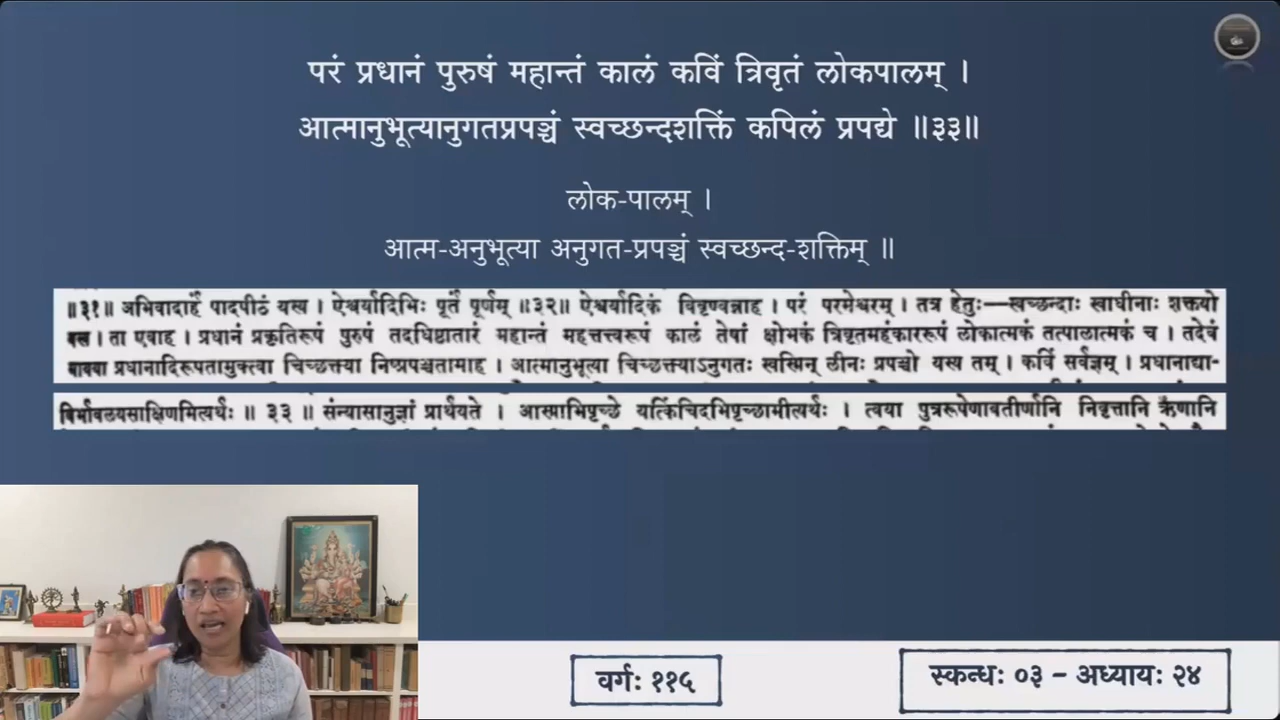 परं प्रधानं पुरुषं महान्तं कालं कविं त्रिवृतं लोकपालम् ।
आत्मानुभूत्यानुगतप्रपञ्चं स्वच्छन्दशक्तिं कपिलं प्रपद्ये ॥३३॥
लोक-पालम् ।
आत्म-अनुभूत्या अनुगत-प्रपञ्चं स्वच्छन्द-शक्तिम् ॥
॥३१॥ अभिवादार्हं पादपीठं यस्य । ऐश्वर्यादिभिः पूर्तं पूर्णम् ॥३२॥ ऐश्वर्यादिकं विवृण्वन्नाह । परं परमेश्वरम् । तत्र हेतुः—स्वच्छन्दाः स्वाधीनाः शक्तयो
यस्य । ता एवाह । प्रधानं प्रकृतिरूपं पुरुषं तदधिष्ठातारं महान्तं महत्तत्त्वरूपं कालं तेषां क्षोभकं त्रिवृतमहंकाररूपं लोकात्मकं तत्पालात्मकं च । तदेवं
मायया प्रधानादिरूपतामुक्त्वा चिच्छक्त्या निष्प्रपञ्चतामाह । आत्मानुभूत्या चिच्छक्त्याऽनुगतः स्वस्मिन् लीनः प्रपञ्चो यस्य तम् । कविं सर्वज्ञम् । प्रधानाद्या-
विर्भावलयसाक्षिणमित्यर्थः ॥ ३३ ॥ संन्यासानुज्ञां प्रार्थयते । आस्माभिपृच्छे यत्किंचिदभिपृच्छामीत्यर्थः । त्वया पुत्ररूपेणावतीर्णानि निवृत्तानि ऋणानि
वर्गः ११५
स्कन्धः ०३ - अध्यायः २४